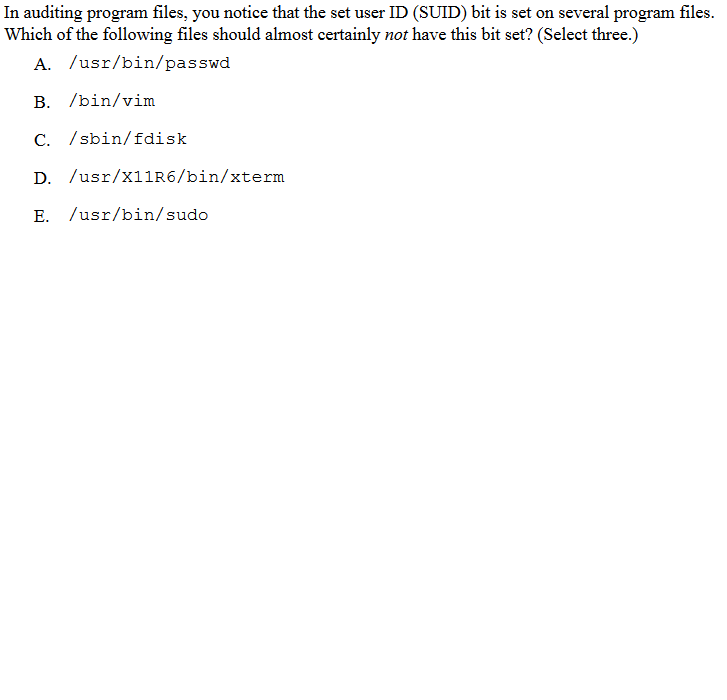 In auditing program files, you notice that the set user ID (SUID) bit is set on several program files.
Which of the following files should almost certainly not have this bit set? (Select three.)
A. /usr/bin/passwd
B. /bin/vim
C. /sbin/fdisk
D. /usr/X11R6/bin/xterm
E. /usr/bin/sudo